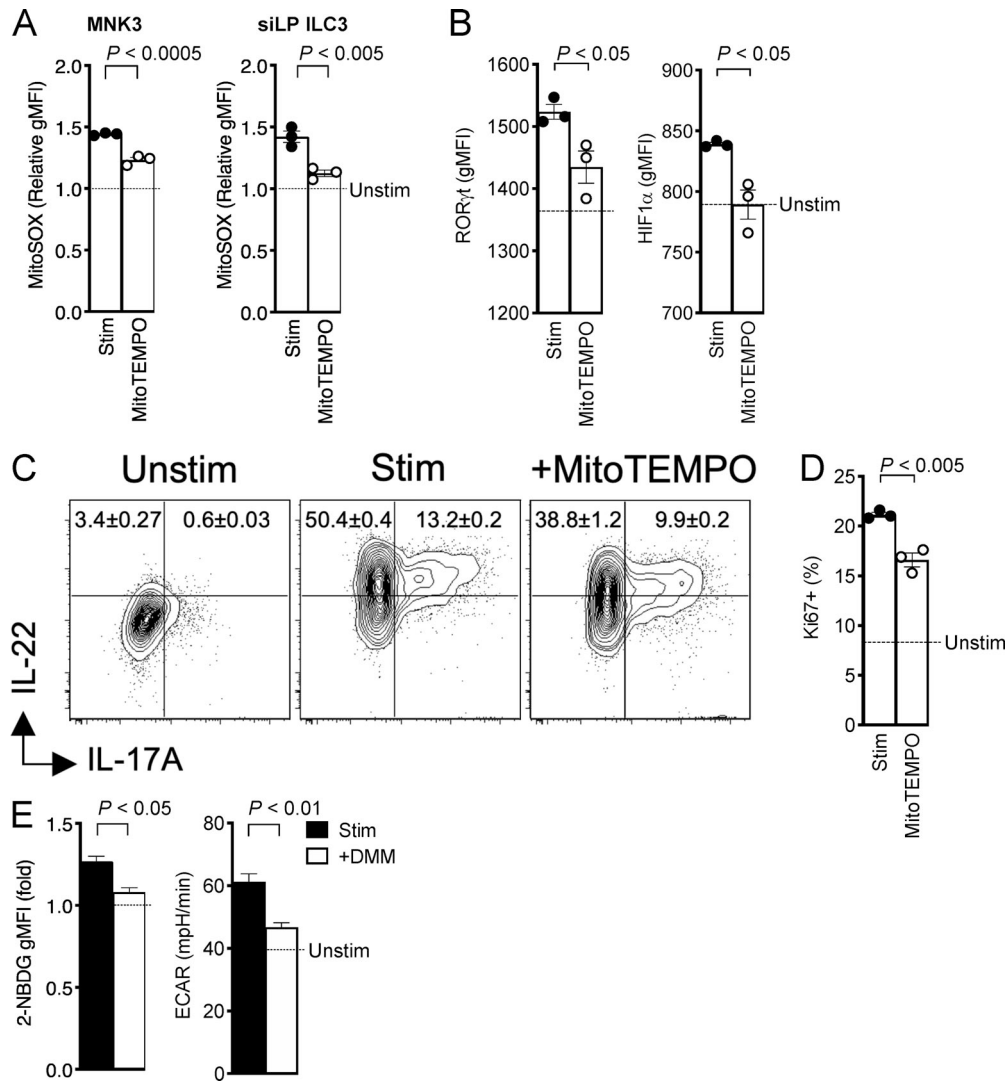 A
MNK3
P < 0.0005
MitoSOX (Relative gMFI)
2.0
1.5
1.0
0.5
0.0
Stim
MitoTEMPO
siLP ILC3
P < 0.005
MitoSOX (Relative gMFI)
2.0
1.5
1.0
0.5
0.0
Unstim
Stim
MitoTEMPO
B
P < 0.05
RORγt (gMFI)
1600
1500
1400
1300
1200
Stim
MitoTEMPO
P < 0.05
HIF1α (gMFI)
900
850
800
750
700
Unstim
Stim
MitoTEMPO
C
Unstim
Stim
+MitoTEMPO
3.4±0.27 0.6±0.03
50.4±0.4 13.2±0.2
38.8±1.2 9.9±0.2
IL-22
IL-17A
D
P < 0.005
Ki67+ (%)
25
20
15
10
5
0
Unstim
Stim
MitoTEMPO
E
P < 0.05
2-NBDG gMFI (fold)
1.5
1.0
0.5
0.0
P < 0.01
ECAR (mpH/min)
80
60
40
20
0
Stim
+DMM
Unstim